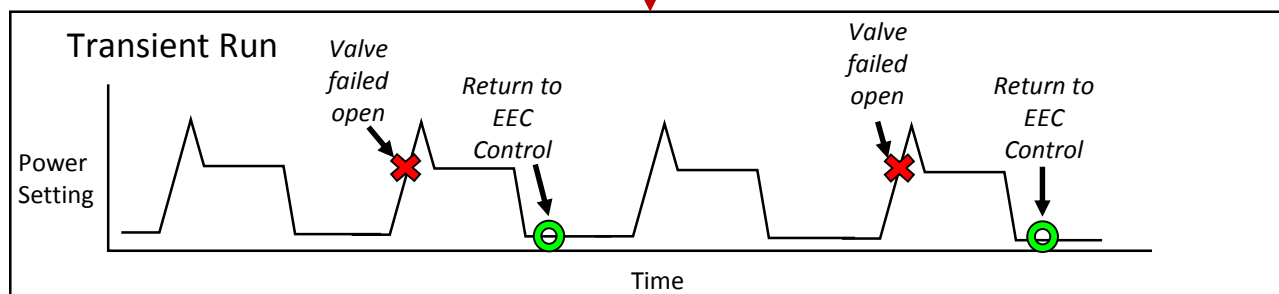 Transient Run
Valve
failed
open
Return to
EEC
Control
Valve
failed
open
Return to
EEC
Control
Power
Setting
Time